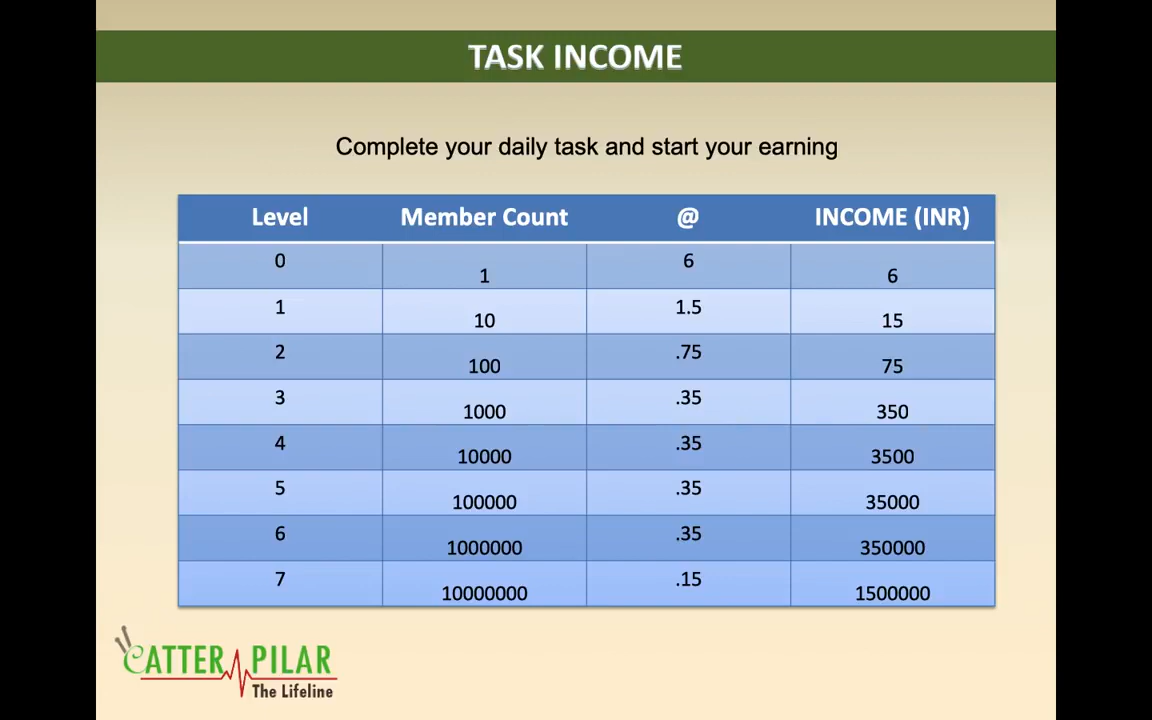 TASK INCOME
Complete your daily task and start your earning
Level Member Count @ INCOME (INR)
0 1 6 6
1 10 1.5 15
2 100 .75 75
3 1000 .35 350
4 10000 .35 3500
5 100000 .35 35000
6 1000000 .35 350000
7 10000000 .15 1500000
CATTER PILAR
The Lifeline